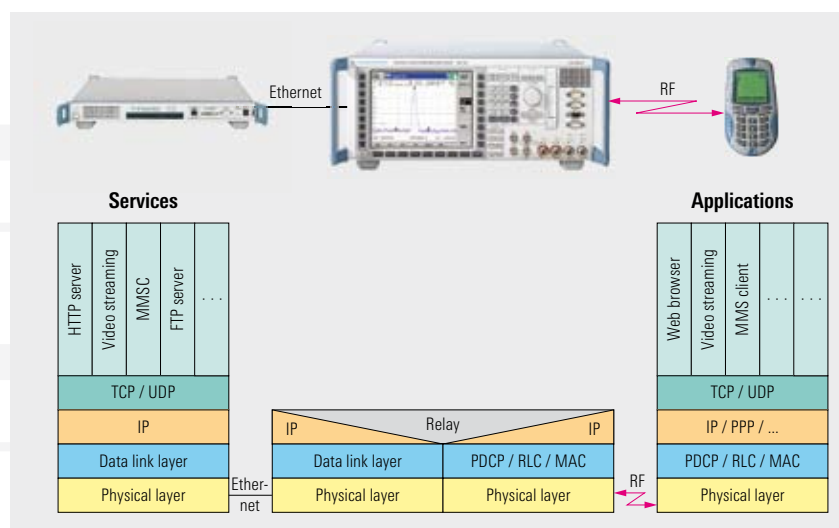 Ethernet
RF
Services
Applications
HTTP server
Video streaming
MMSC
FTP server
. . .
Web browser
Video streaming
MMS client
. . .
. . .
TCP / UDP
TCP / UDP
IP
IP
Relay
IP
IP / PPP / ...
Data link layer
Data link layer
PDCP / RLC / MAC
PDCP / RLC / MAC
Physical layer
Ether-
net
Physical layer
Physical layer
RF
Physical layer